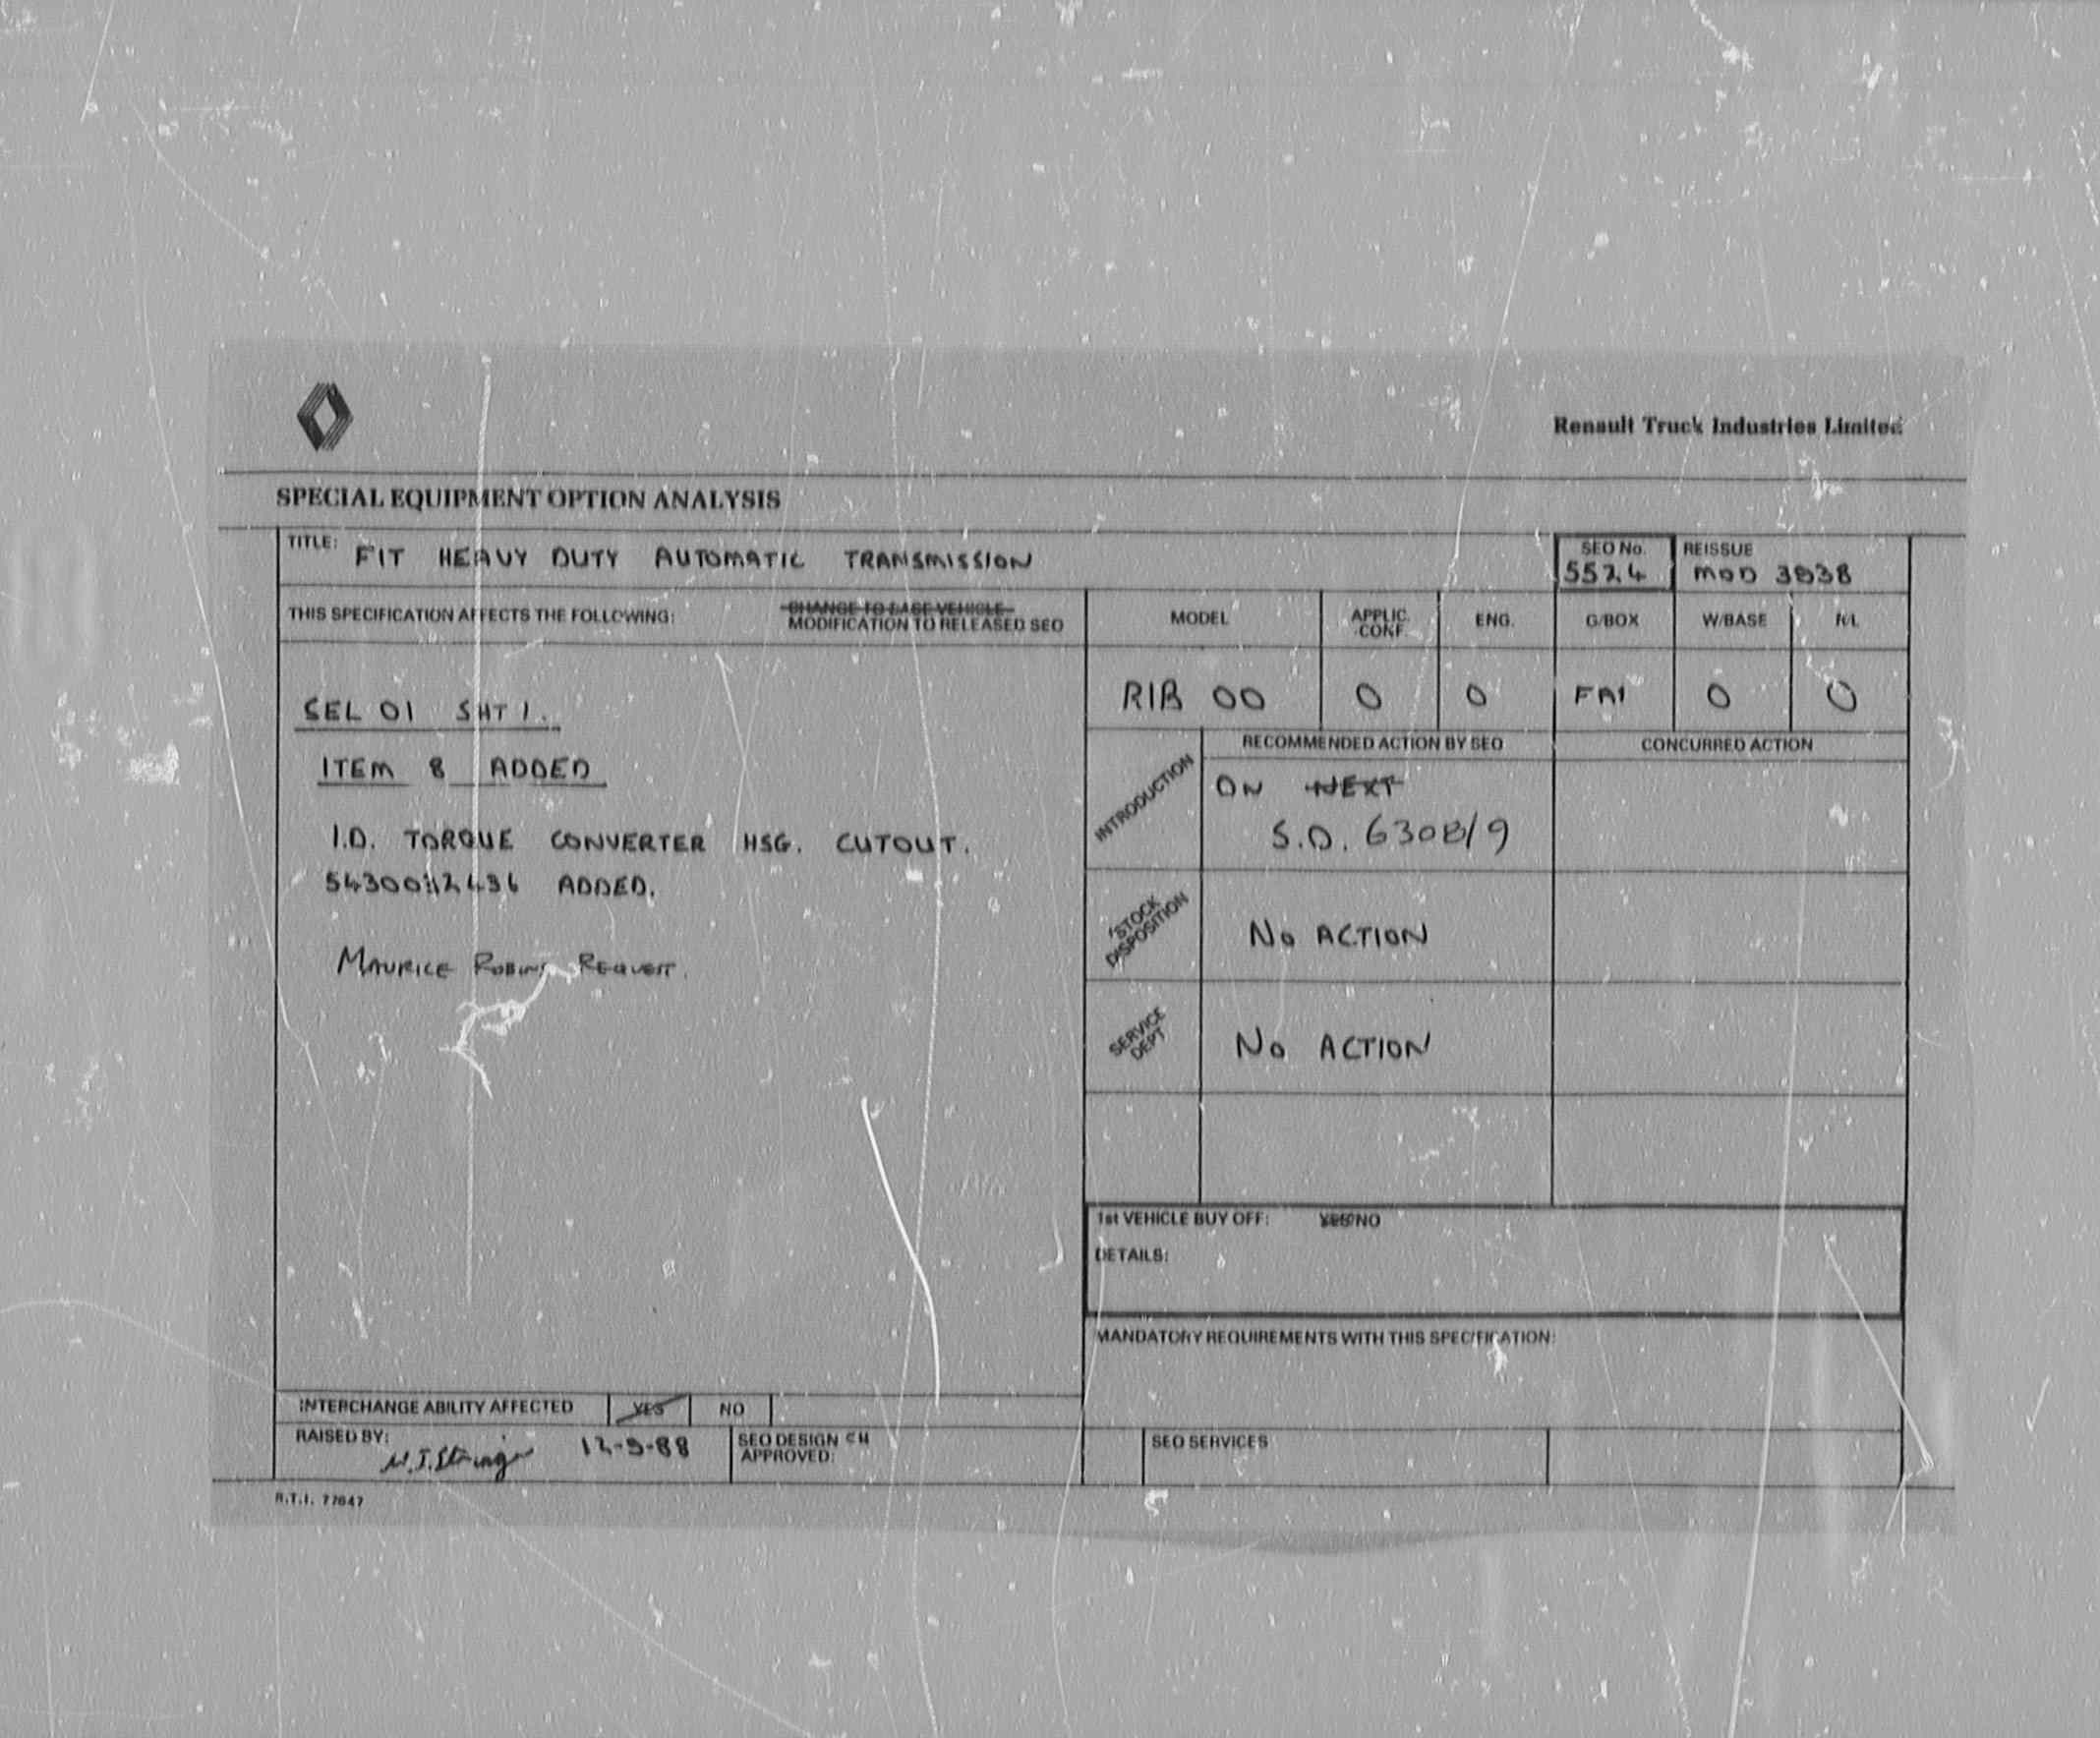 Renault Truck Industries Limited
SPECIAL EQUIPMENT OPTION ANALYSIS
TITLE: FIT HEAVY DUTY AUTOMATIC TRANSMISSION
SEO No. 5524
REISSUE MOD 3838
THIS SPECIFICATION AFFECTS THE FOLLOWING:
CHANGE TO BASE VEHICLE
MODIFICATION TO RELEASED SEO
MODEL APPLIC. CONF. ENG. G/BOX W/BASE R/L
RIB 00 0 0 FA1 0 0
SEL 01 SHT 1.
ITEM 8 ADDED
I.D. TORQUE CONVERTER HSG. CUTOUT.
ADDED.
MAURICE REQUEST.
RECOMMENDED ACTION BY SEO CONCURRED ACTION
INTRODUCTION
ON NEXT
S.O. 6308/9
STOCK DISPOSITION
NO ACTION
SERVICE DEPT
NO ACTION
1st VEHICLE BUY OFF: YES/NO
DETAILS:
MANDATORY REQUIREMENTS WITH THIS SPECIFICATION:
INTERCHANGE ABILITY AFFECTED YES NO
RAISED BY: 12-9-88
SEO DESIGN
APPROVED:
SEO SERVICES
R.T.I. 77647